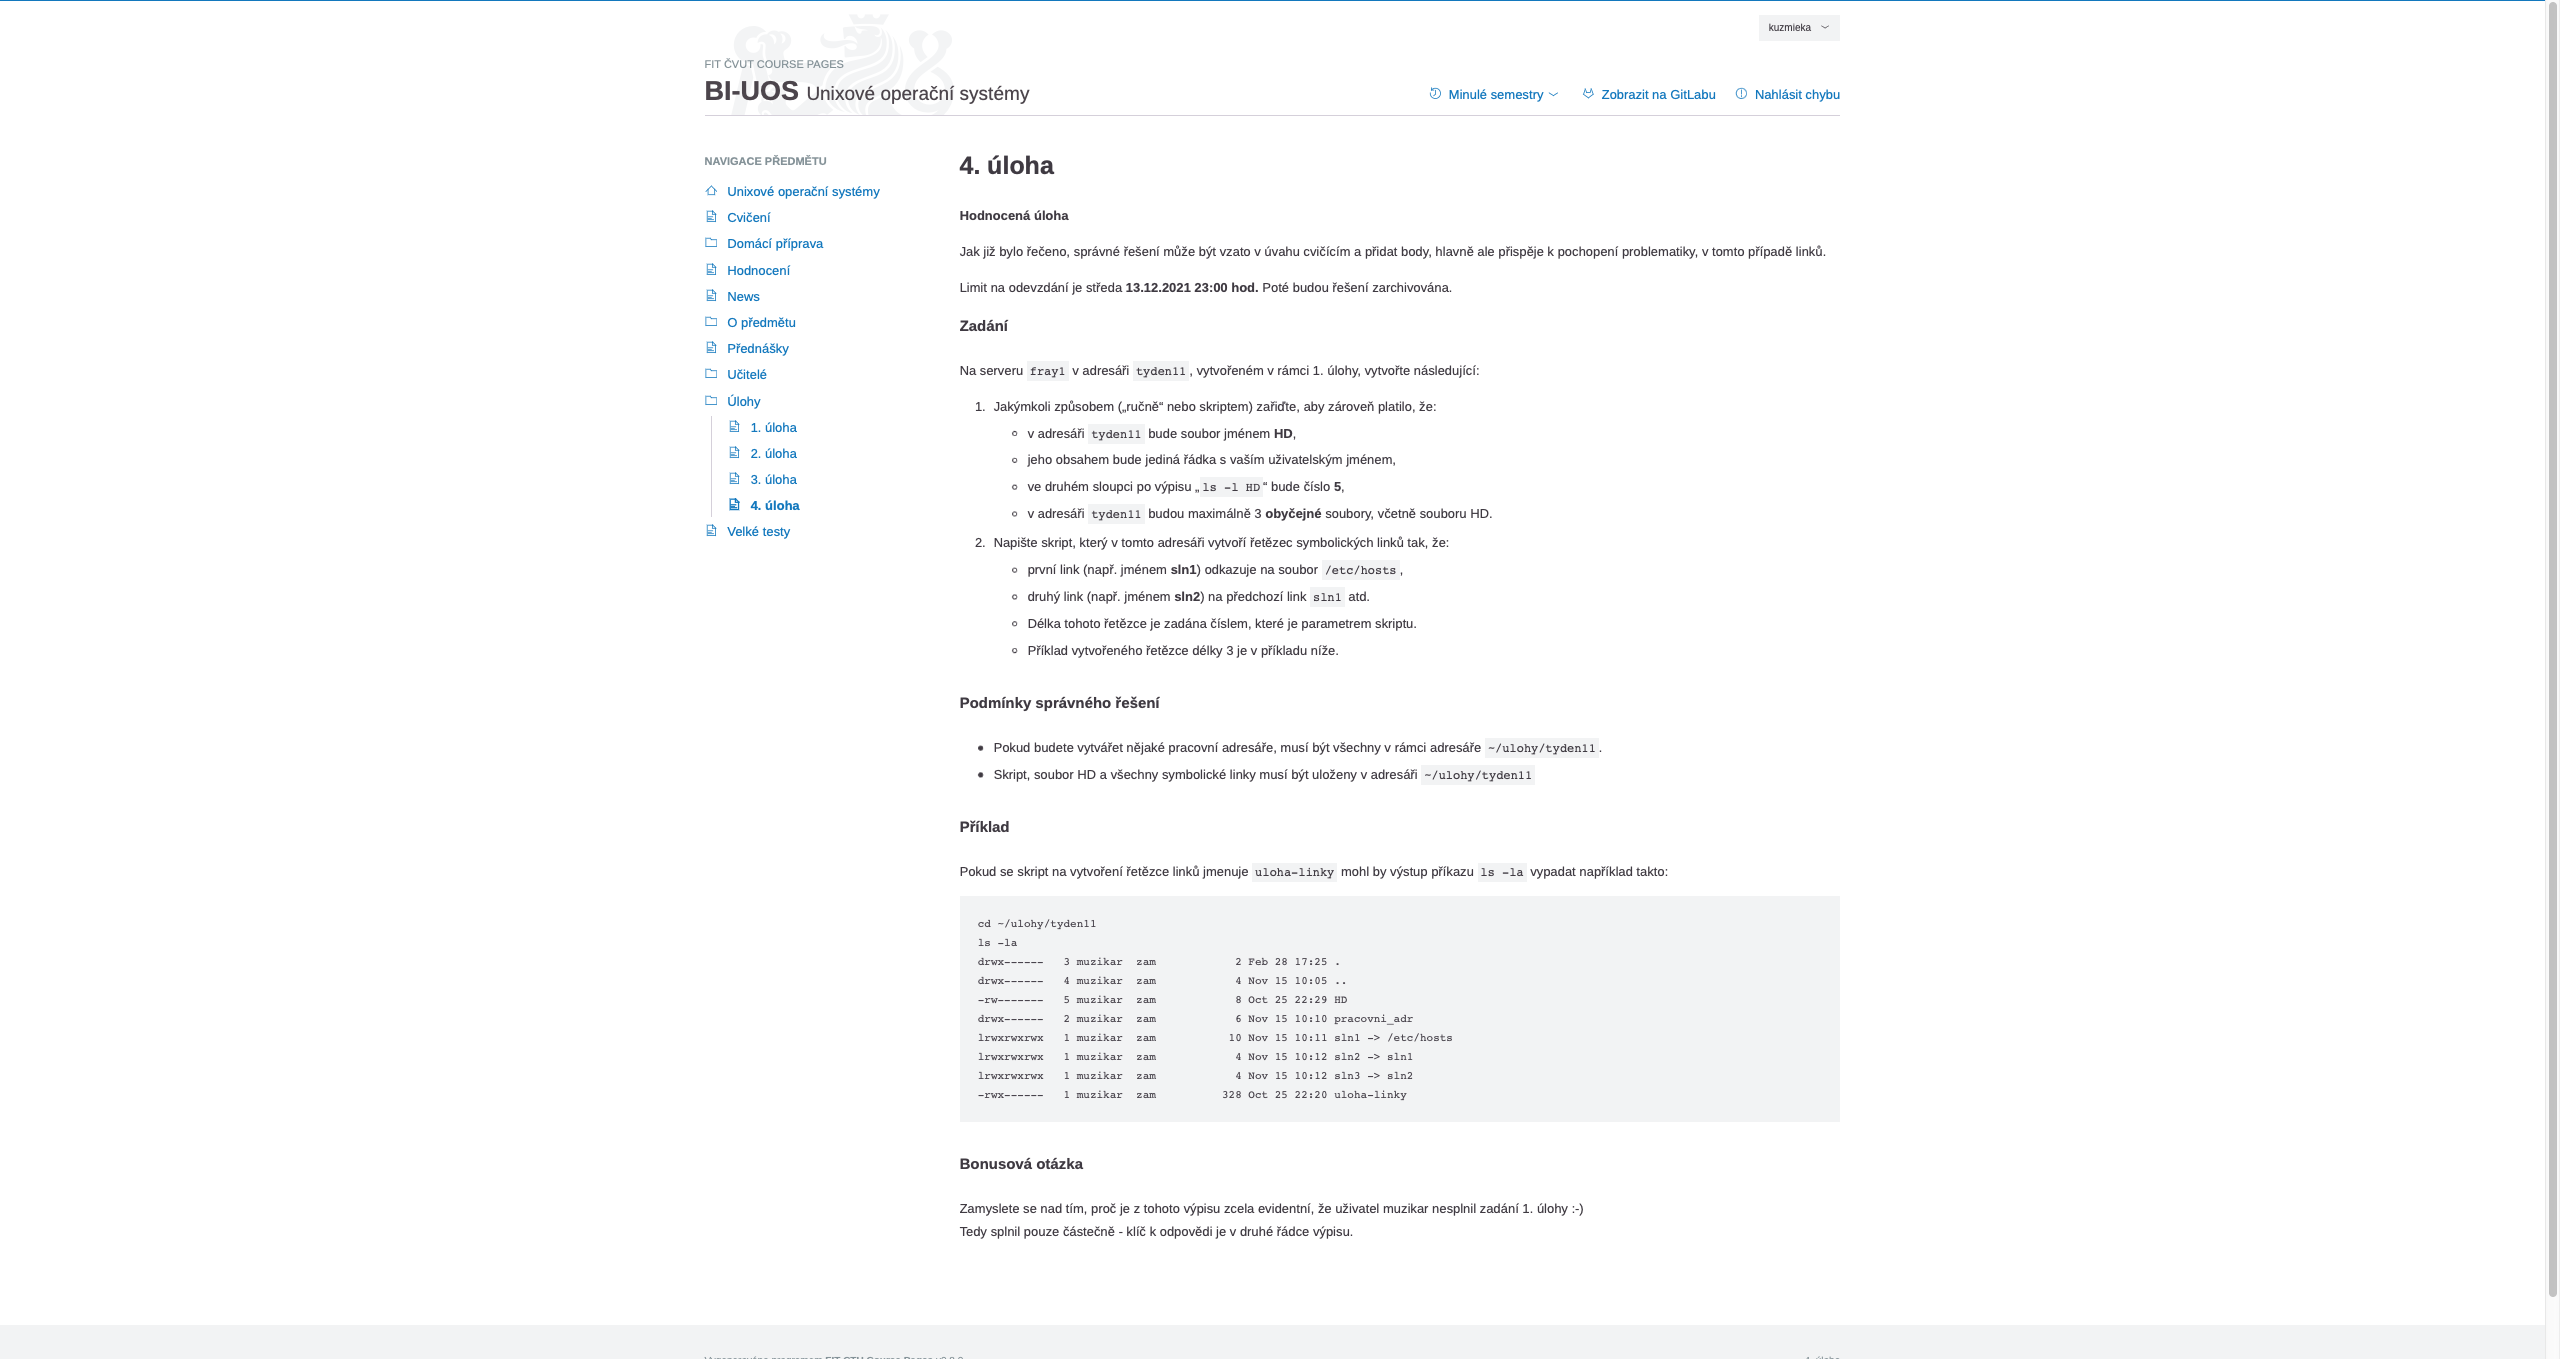 kuzmieka
FIT ČVUT COURSE PAGES
BI-UOS Unixové operační systémy
Minulé semestry
Zobrazit na GitLabu
Nahlásit chybu
NAVIGACE PŘEDMĚTU
Unixové operační systémy
Cvičení
Domácí příprava
Hodnocení
News
O předmětu
Přednášky
Učitelé
Úlohy
1. úloha
2. úloha
3. úloha
4. úloha
Velké testy
4. úloha
Hodnocená úloha
Jak již bylo řečeno, správné řešení může být vzato v úvahu cvičícím a přidat body, hlavně ale přispěje k pochopení problematiky, v tomto případě linků.
Limit na odevzdání je středa 13.12.2021 23:00 hod. Poté budou řešení zarchivována.
Zadání
Na serveru fray1 v adresáři tyden11, vytvořeném v rámci 1. úlohy, vytvořte následující:
1. Jakýmkoli způsobem („ručně“ nebo skriptem) zařiďte, aby zároveň platilo, že:
v adresáři tyden11 bude soubor jménem HD,
jeho obsahem bude jediná řádka s vaším uživatelským jménem,
ve druhém sloupci po výpisu „ls -l HD“ bude číslo 5,
v adresáři tyden11 budou maximálně 3 obyčejné soubory, včetně souboru HD.
2. Napište skript, který v tomto adresáři vytvoří řetězec symbolických linků tak, že:
první link (např. jménem sln1) odkazuje na soubor /etc/hosts,
druhý link (např. jménem sln2) na předchozí link sln1 atd.
Délka tohoto řetězce je zadána číslem, které je parametrem skriptu.
Příklad vytvořeného řetězce délky 3 je v příkladu níže.
Podmínky správného řešení
Pokud budete vytvářet nějaké pracovní adresáře, musí být všechny v rámci adresáře ~/ulohy/tyden11.
Skript, soubor HD a všechny symbolické linky musí být uloženy v adresáři ~/ulohy/tyden11
Příklad
Pokud se skript na vytvoření řetězce linků jmenuje uloha-linky mohl by výstup příkazu ls -la vypadat například takto:
cd ~/ulohy/tyden11
ls -la
drwx------   3 muzikar  zam            2 Feb 28 17:25 .
drwx------   4 muzikar  zam            4 Nov 15 10:05 ..
-rw-------   5 muzikar  zam            8 Oct 25 22:29 HD
drwx------   2 muzikar  zam            6 Nov 15 10:10 pracovni_adr
lrwxrwxrwx   1 muzikar  zam           10 Nov 15 10:11 sln1 -> /etc/hosts
lrwxrwxrwx   1 muzikar  zam            4 Nov 15 10:12 sln2 -> sln1
lrwxrwxrwx   1 muzikar  zam            4 Nov 15 10:12 sln3 -> sln2
-rwx------   1 muzikar  zam          328 Oct 25 22:20 uloha-linky
Bonusová otázka
Zamyslete se nad tím, proč je z tohoto výpisu zcela evidentní, že uživatel muzikar nesplnil zadání 1. úlohy :-)
Tedy splnil pouze částečně - klíč k odpovědi je v druhé řádce výpisu.